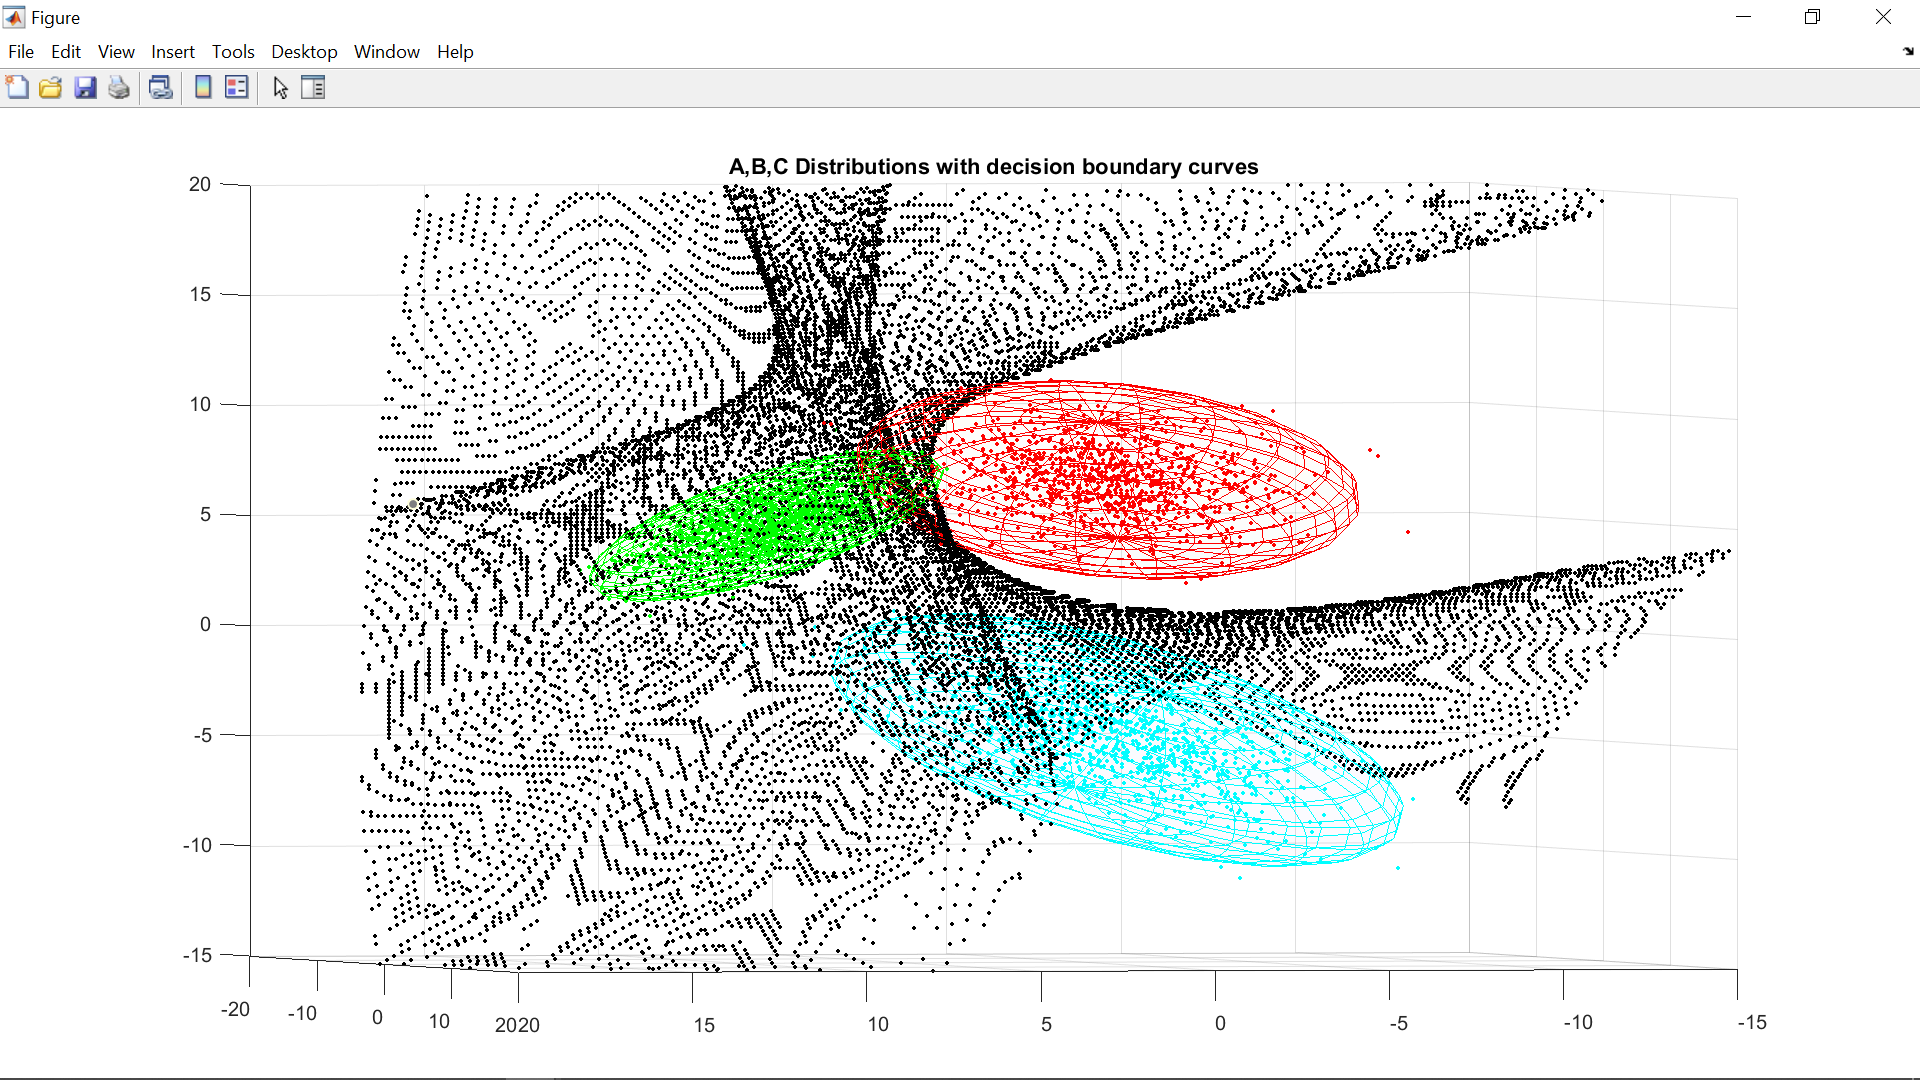 Figure
File Edit View Insert Tools Desktop Window Help
A,B,C Distributions with decision boundary curves
20
15
10
5
0
-5
-10
-15
-20 -10 0 10 2020 15 10 5 0 -5 -10 -15